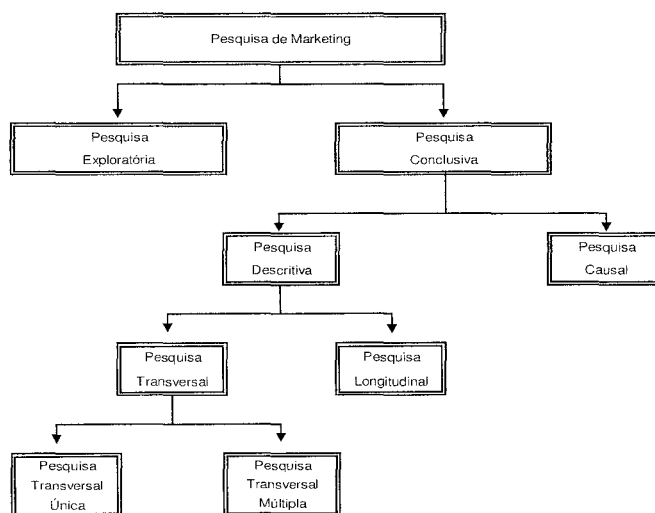 Pesquisa de Marketing
Pesquisa
Exploratória
Pesquisa
Conclusiva
Pesquisa
Descritiva
Pesquisa
Causal
Pesquisa
Transversal
Pesquisa
Longitudinal
Pesquisa
Transversal
Única
Pesquisa
Transversal
Múltipla